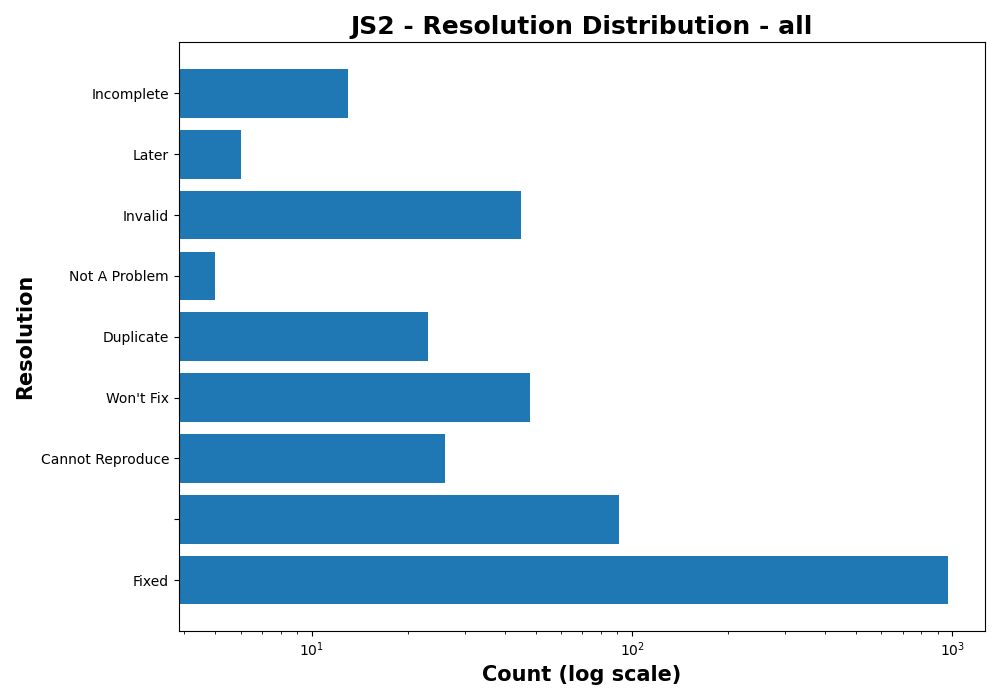 JS2 - Resolution Distribution - all
Incomplete
Later
Invalid
Not A Problem
Duplicate
Won't Fix
Cannot Reproduce
Fixed
Resolution
10¹ 10² 10³
Count (log scale)